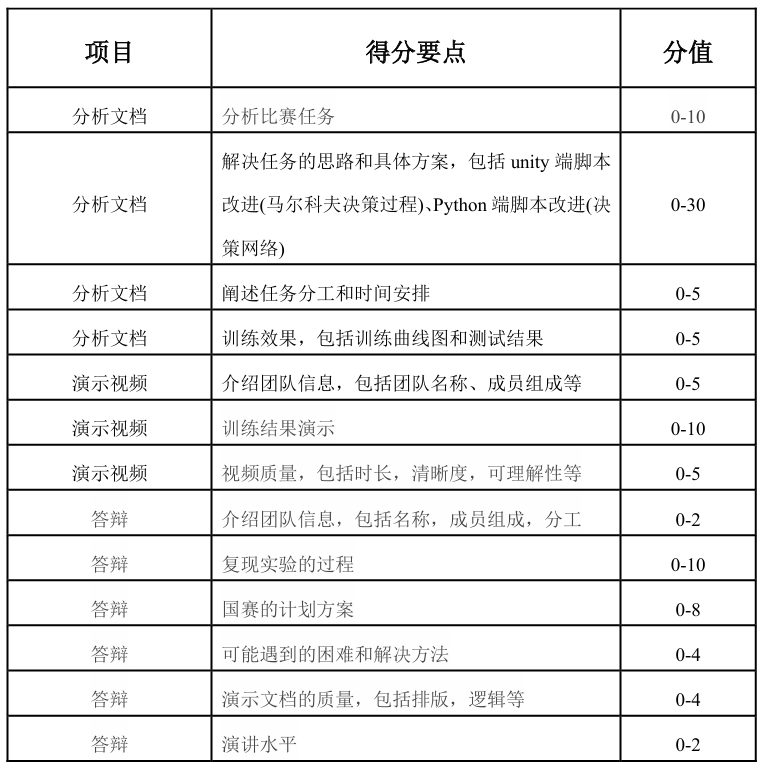 项目 得分要点 分值
分析文档 分析比赛任务 0-10
解决任务的思路和具体方案，包括 unity 端脚本
分析文档 改进(马尔科夫决策过程)、Python 端脚本改进(决 0-30
策网络)
分析文档 阐述任务分工和时间安排 0-5
分析文档 训练效果，包括训练曲线图和测试结果 0-5
演示视频 介绍团队信息，包括团队名称、成员组成等 0-5
演示视频 训练结果演示 0-10
演示视频 视频质量，包括时长，清晰度，可理解性等 0-5
答辩 介绍团队信息，包括名称，成员组成，分工 0-2
答辩 复现实验的过程 0-10
答辩 国赛的计划方案 0-8
答辩 可能遇到的困难和解决方法 0-4
答辩 演示文档的质量，包括排版，逻辑等 0-4
答辩 演讲水平 0-2